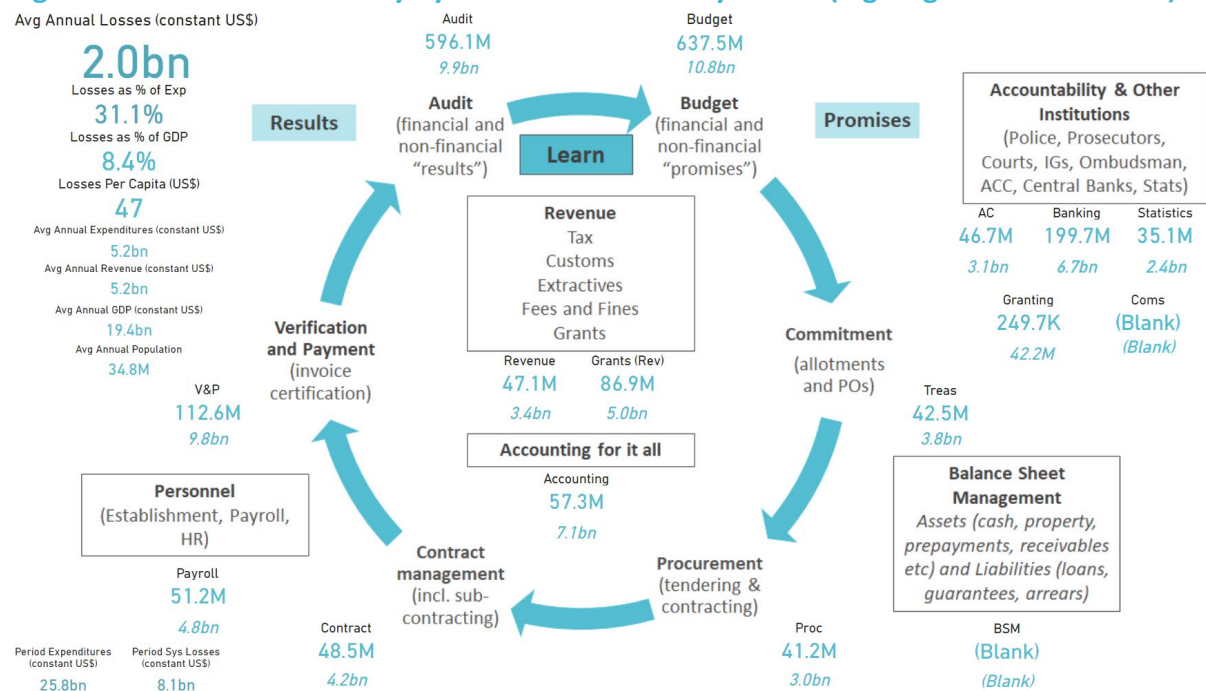 Avg Annual Losses (constant US$)
2.0bn
Losses as % of Exp
31.1%
Losses as % of GDP
8.4%
Losses Per Capita (US$)
47
Avg Annual Expenditures (constant US$)
5.2bn
Avg Annual Revenue (constant US$)
5.2bn
Avg Annual GDP (constant US$)
19.4bn
Avg Annual Population
34.8M
Results
Audit
596.1M
9.9bn
Audit
(financial and
non-financial
"results")
Learn
Budget
637.5M
10.8bn
Budget
(financial and
non-financial
"promises")
Promises
Accountability & Other
Institutions
(Police, Prosecutors,
Courts, IGs, Ombudsman,
ACC, Central Banks, Stats)
AC
46.7M
3.1bn
Banking
199.7M
6.7bn
Statistics
35.1M
2.4bn
Granting
249.7K
42.2M
Coms
(Blank)
(Blank)
Revenue
Tax
Customs
Extractives
Fees and Fines
Grants
Revenue
47.1M
3.4bn
Grants (Rev)
86.9M
5.0bn
Verification
and Payment
(invoice
certification)
V&P
112.6M
9.8bn
Commitment
(allotments
and POs)
Treas
42.5M
3.8bn
Accounting for it all
Accounting
57.3M
7.1bn
Balance Sheet
Management
Assets (cash, property,
prepayments, receivables
etc) and Liabilities (loans,
guarantees, arrears)
BSM
(Blank)
(Blank)
Personnel
(Establishment, Payroll,
HR)
Payroll
51.2M
4.8bn
Contract
management
(incl. sub-
contracting)
Contract
48.5M
4.2bn
Procurement
(tendering &
contracting)
Proc
41.2M
3.0bn
Period Expenditures
(constant US$)
25.8bn
Period Sys Losses
(constant US$)
8.1bn